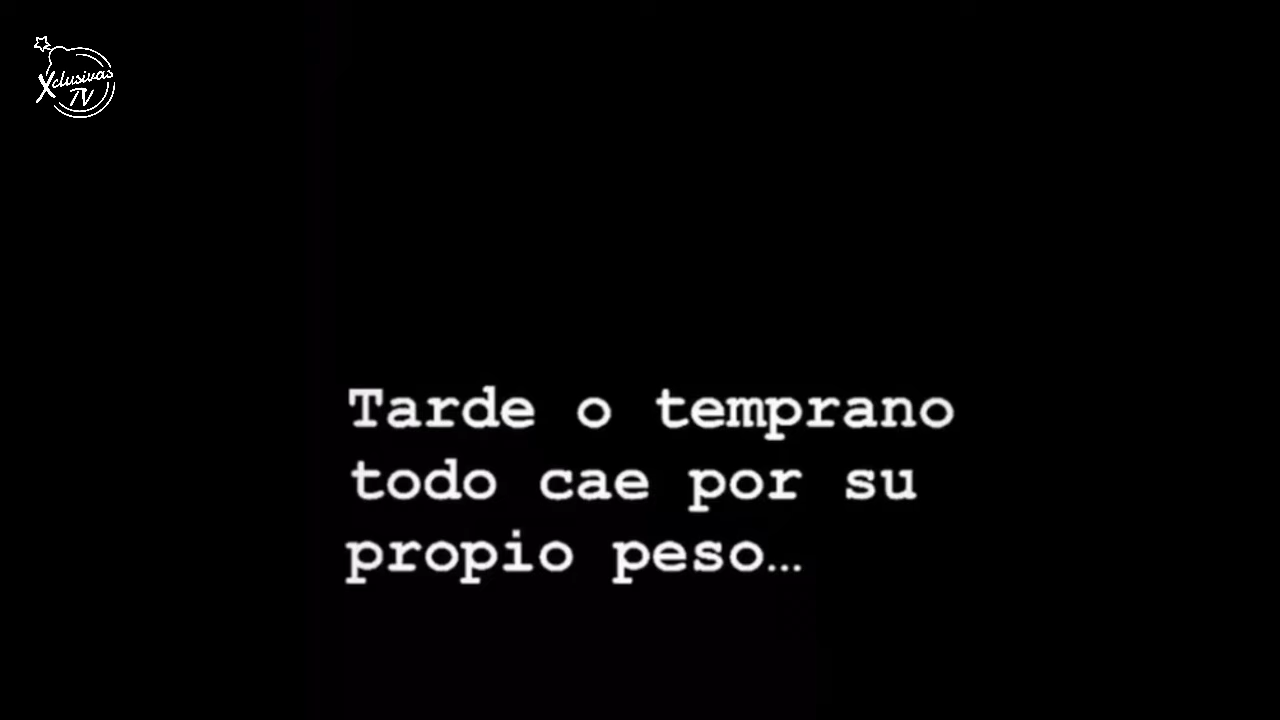 Xclusivas
TV
Tarde o temprano
todo cae por su
propio peso…